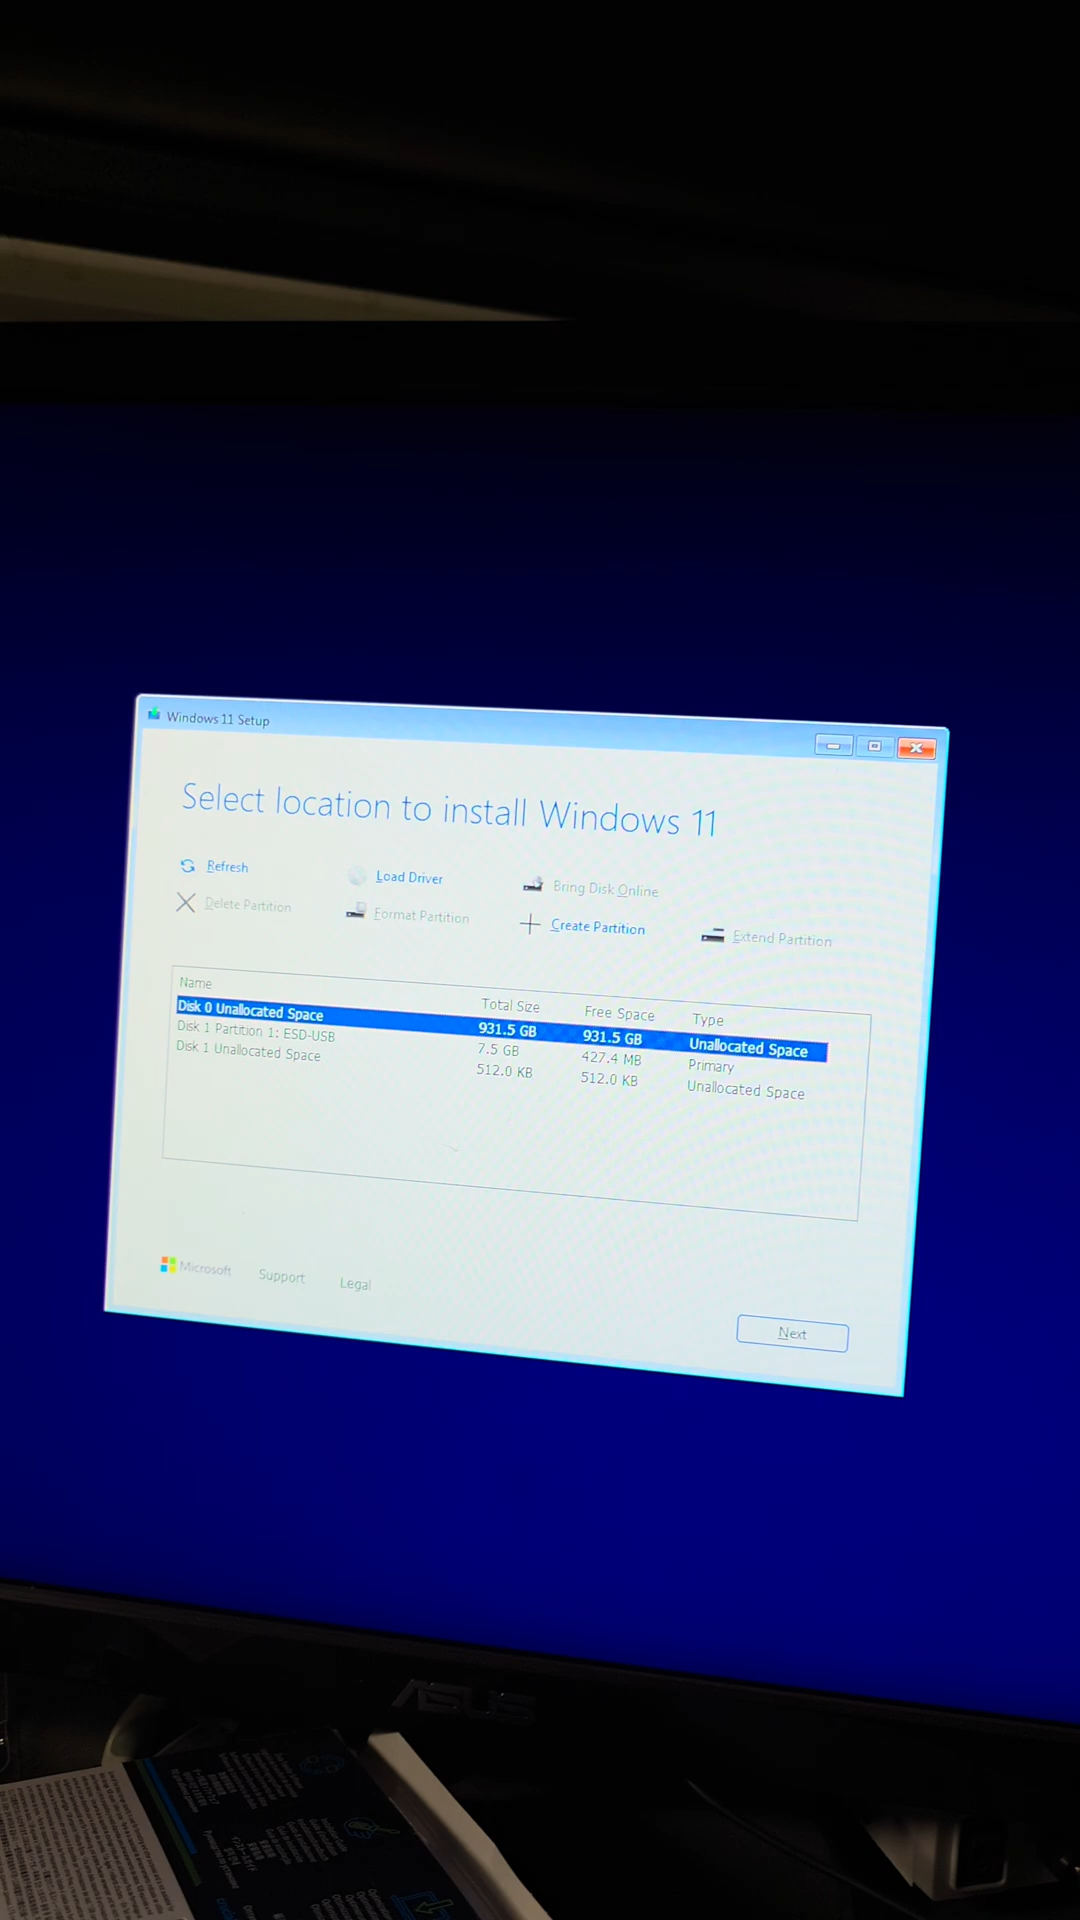 Windows 11 Setup
Select location to install Windows 11
Refresh
Load Driver
Bring Disk Online
Delete Partition
Format Partition
Create Partition
Extend Partition
Name Total Size Free Space Type
Disk 0 Unallocated Space 931.5 GB 931.5 GB Unallocated Space
Disk 1 Partition 1: ESD-USB 7.5 GB 427.4 MB Primary
Disk 1 Unallocated Space 512.0 KB 512.0 KB Unallocated Space
Microsoft
Support
Legal
Next
ASUS